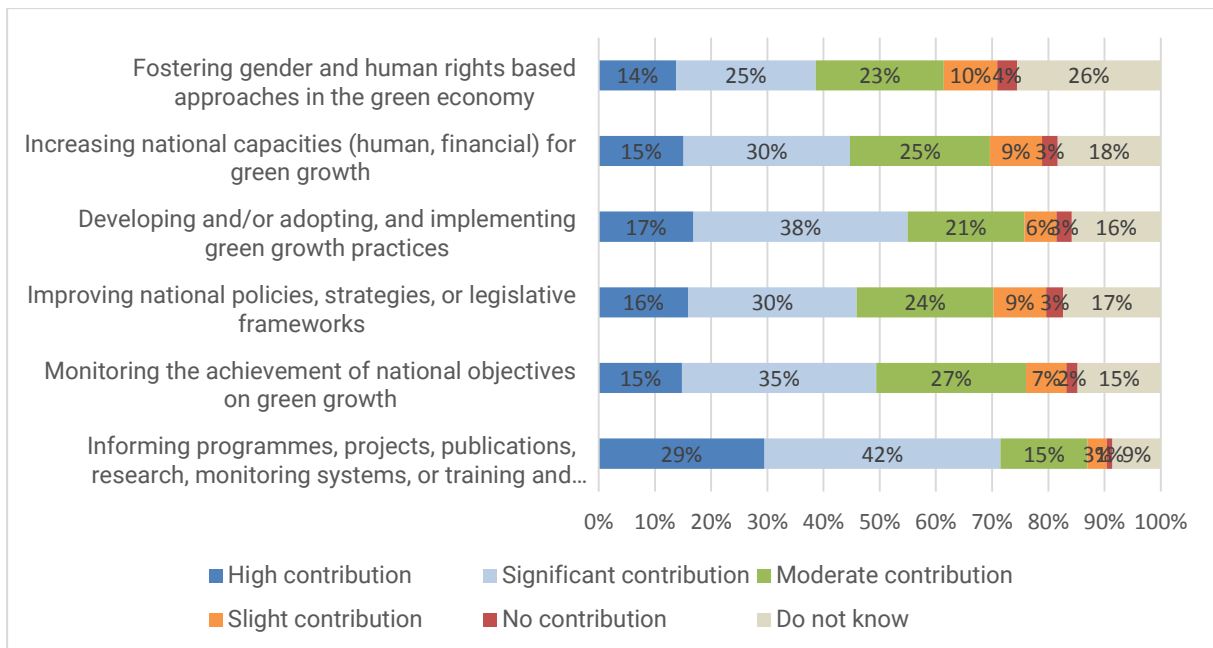 Fostering gender and human rights based
approaches in the green economy
14% 25% 23% 10% 4% 26%
Increasing national capacities (human, financial) for
green growth
15% 30% 25% 9% 3% 18%
Developing and/or adopting, and implementing
green growth practices
17% 38% 21% 6% 3% 16%
Improving national policies, strategies, or legislative
frameworks
16% 30% 24% 9% 3% 17%
Monitoring the achievement of national objectives
on green growth
15% 35% 27% 7% 2% 15%
Informing programmes, projects, publications,
research, monitoring systems, or training and...
29% 42% 15% 3% 1% 9%
0% 10% 20% 30% 40% 50% 60% 70% 80% 90% 100%
High contribution Significant contribution Moderate contribution
Slight contribution No contribution Do not know